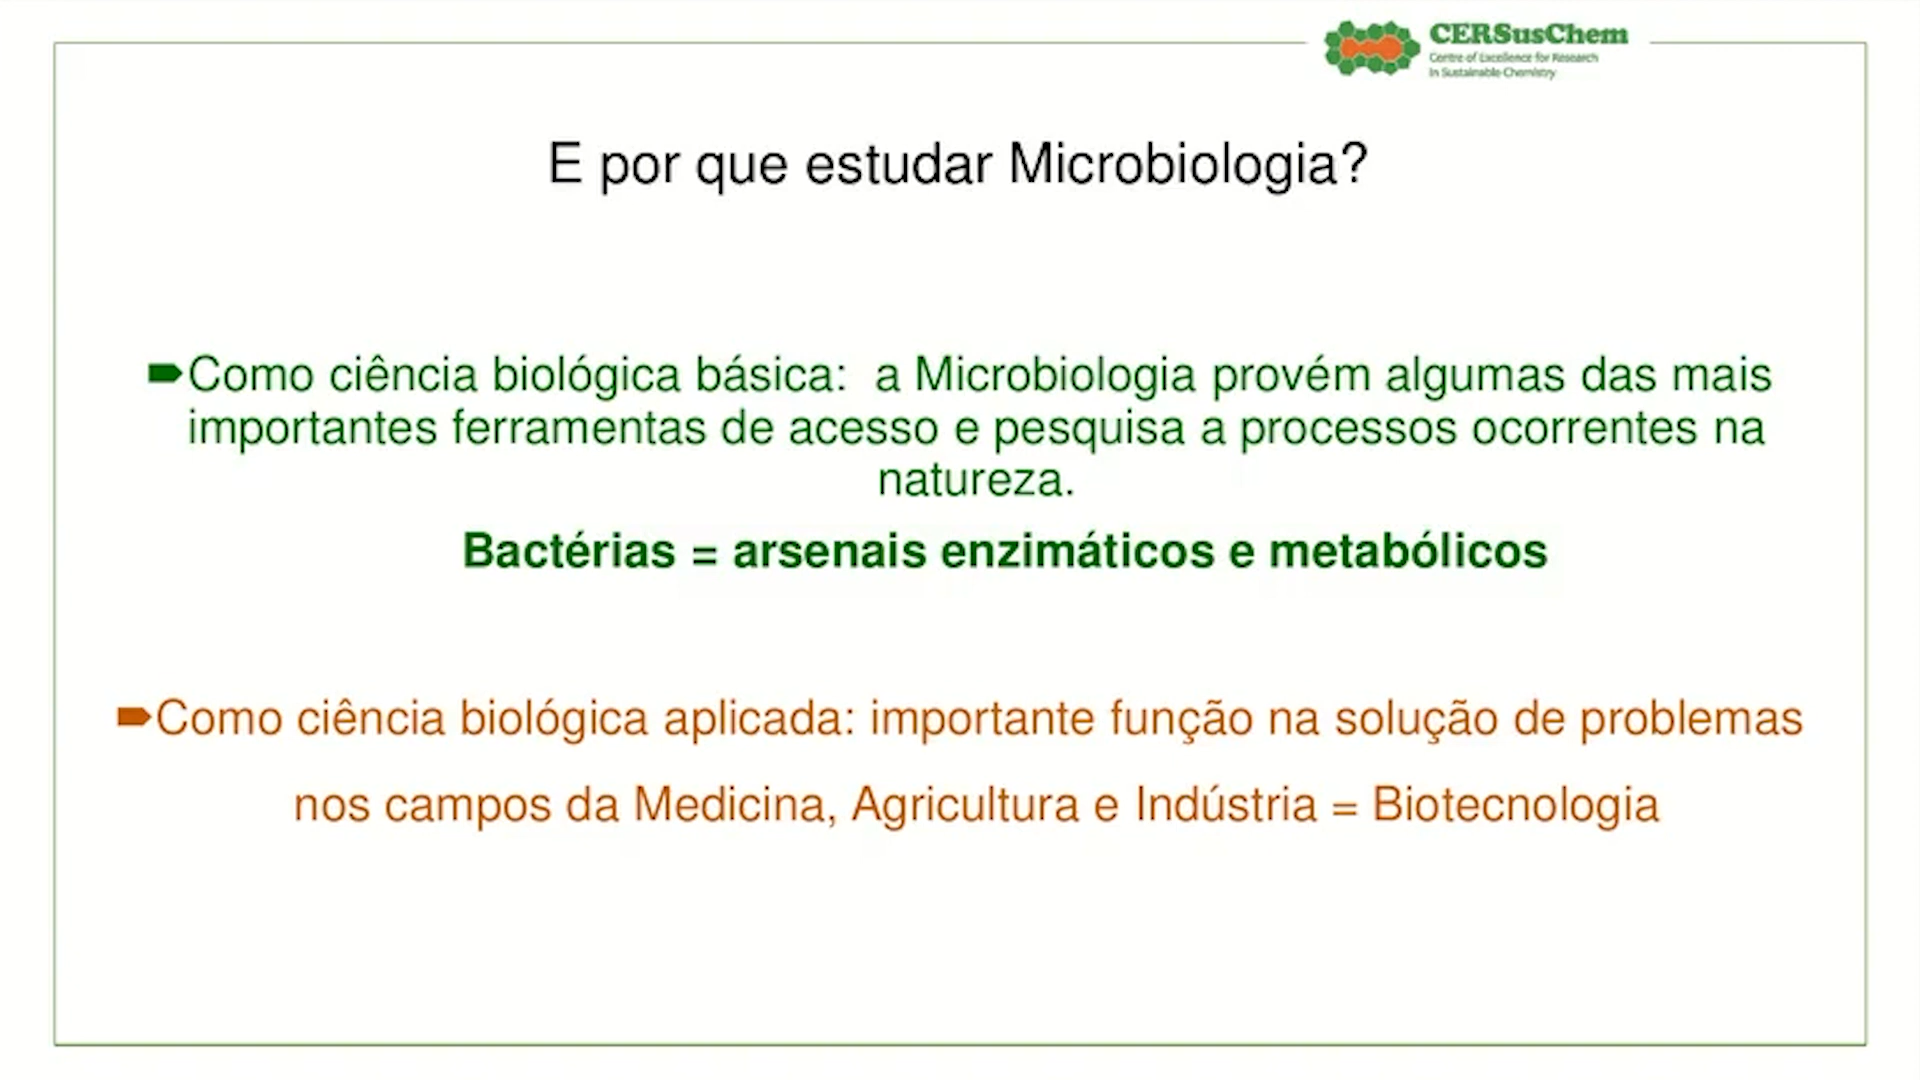 CERSusChem
Centre of Excellence for Research
in Sustainable Chemistry
E por que estudar Microbiologia?
Como ciência biológica básica: a Microbiologia provém algumas das mais
importantes ferramentas de acesso e pesquisa a processos ocorrentes na
natureza.
Bactérias = arsenais enzimáticos e metabólicos
Como ciência biológica aplicada: importante função na solução de problemas
nos campos da Medicina, Agricultura e Indústria = Biotecnologia